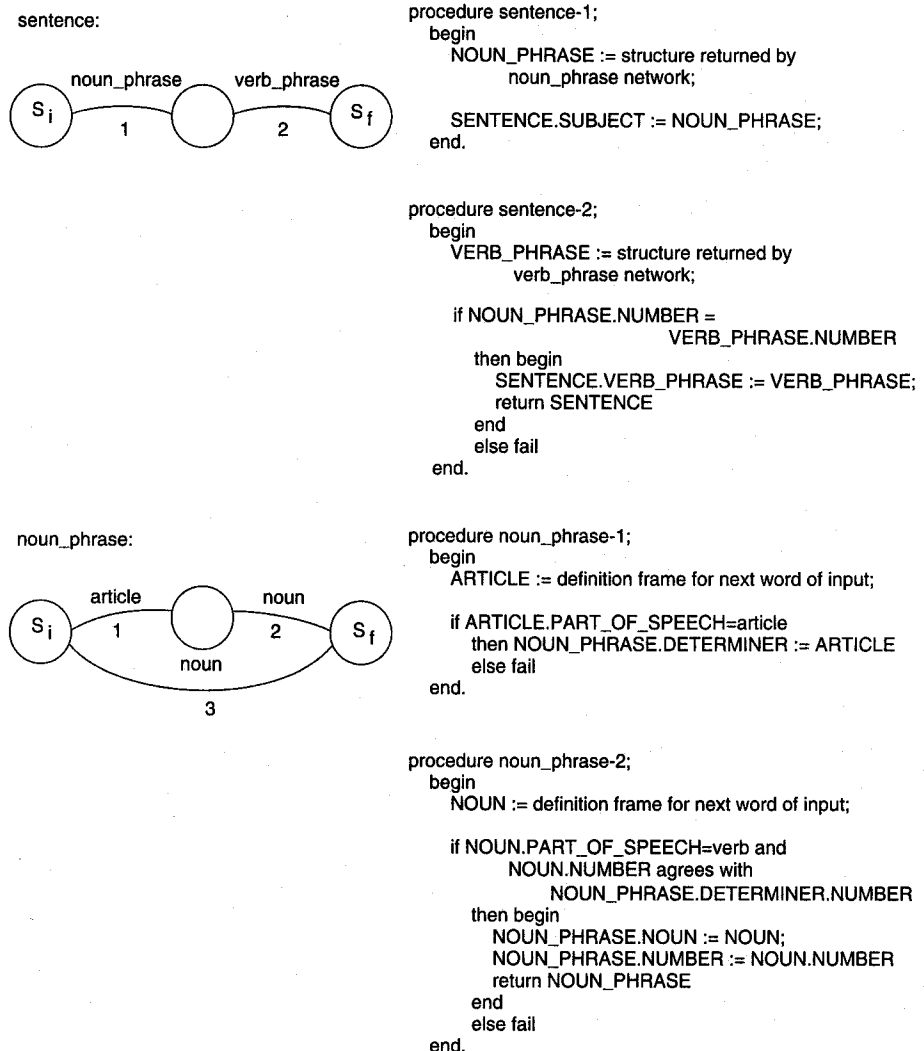 sentence:
noun_phrase
verb_phrase
S i
S f
1
2
procedure sentence-1;
begin
NOUN_PHRASE := structure returned by
noun_phrase network;
SENTENCE.SUBJECT := NOUN_PHRASE;
end.
procedure sentence-2;
begin
VERB_PHRASE := structure returned by
verb_phrase network;
if NOUN_PHRASE.NUMBER =
VERB_PHRASE.NUMBER
then begin
SENTENCE.VERB_PHRASE := VERB_PHRASE;
return SENTENCE
end
else fail
end.
noun_phrase:
article
noun
S i
S f
1
2
noun
3
procedure noun_phrase-1;
begin
ARTICLE := definition frame for next word of input;
if ARTICLE.PART_OF_SPEECH=article
then NOUN_PHRASE.DETERMINER := ARTICLE
else fail
end.
procedure noun_phrase-2;
begin
NOUN := definition frame for next word of input;
if NOUN.PART_OF_SPEECH=verb and
NOUN.NUMBER agrees with
NOUN_PHRASE.DETERMINER.NUMBER
then begin
NOUN_PHRASE.NOUN := NOUN;
NOUN_PHRASE.NUMBER := NOUN.NUMBER
return NOUN_PHRASE
end
else fail
end.